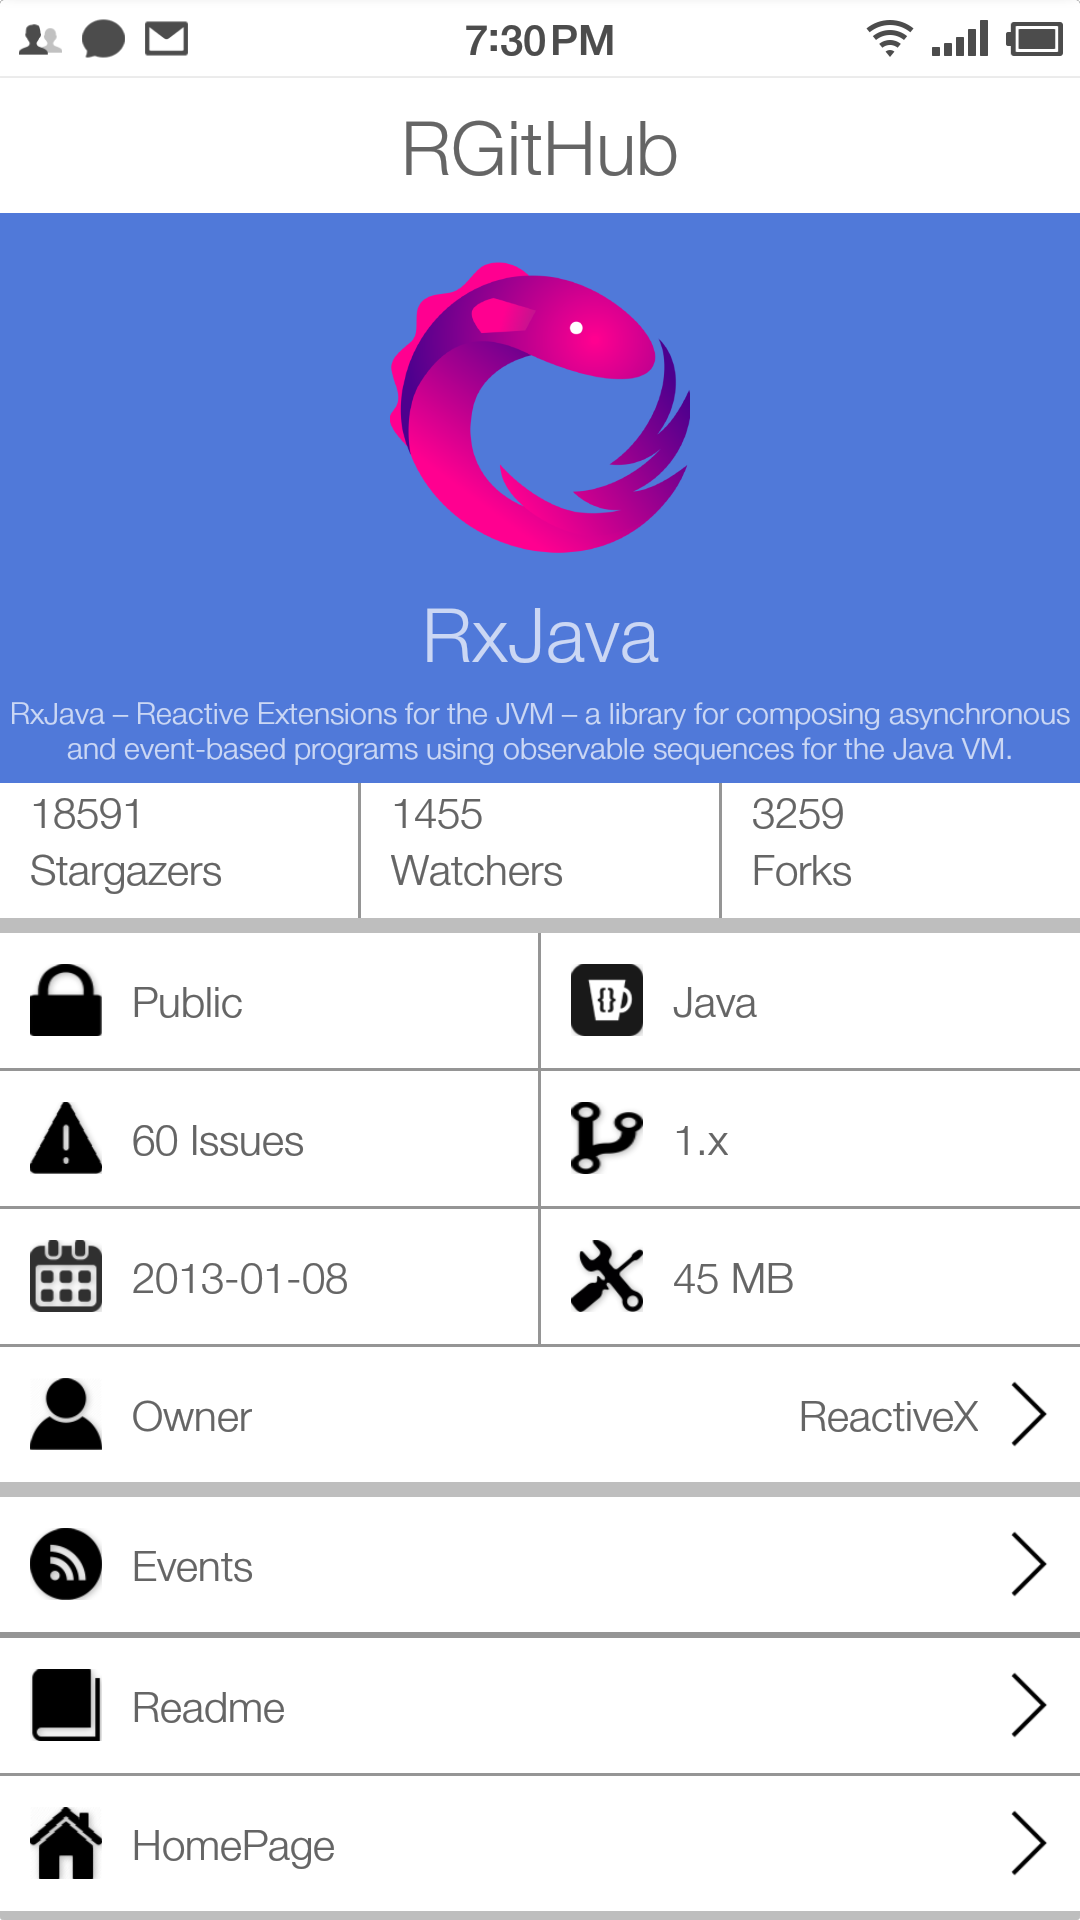 7:30 PM
RGitHub
RxJava
RxJava – Reactive Extensions for the JVM – a library for composing asynchronous
and event-based programs using observable sequences for the Java VM.
18591
Stargazers
1455
Watchers
3259
Forks
Public
Java
60 Issues
1.x
2013-01-08
45 MB
Owner
ReactiveX
Events
Readme
HomePage